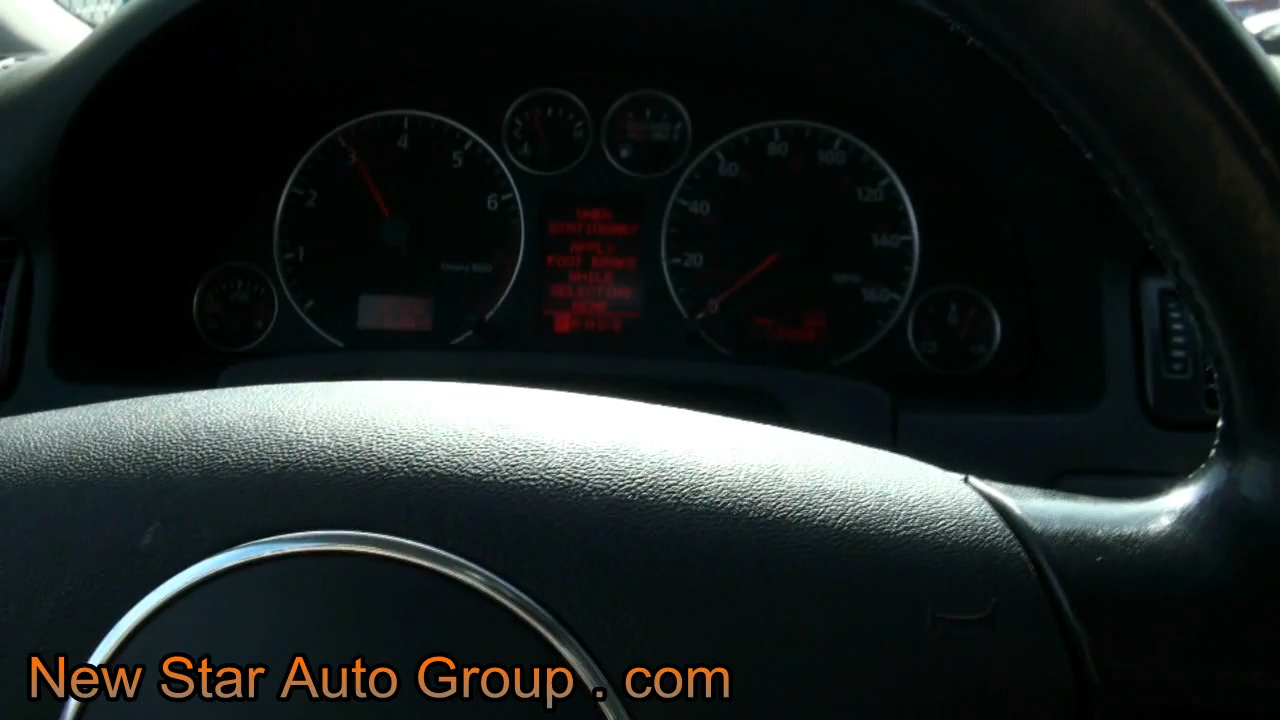 1 2 3 4 5 6
20 40 60 80 100 120 140 160
0
WHEN
STATIONARY
APPLY
FOOT BRAKE
WHILE
SELECTING
GEAR
New Star Auto Group . com